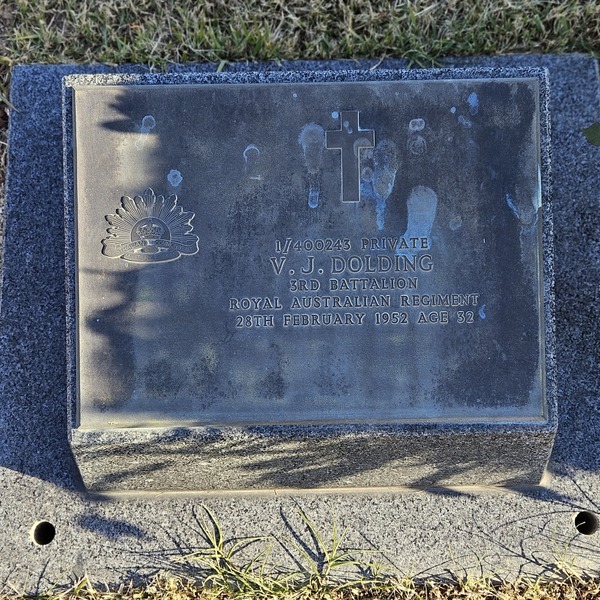 1/400243 PRIVATE
V. J. DOLDING
3RD BATTALION
ROYAL AUSTRALIAN REGIMENT
28TH FEBRUARY 1952 AGE 32